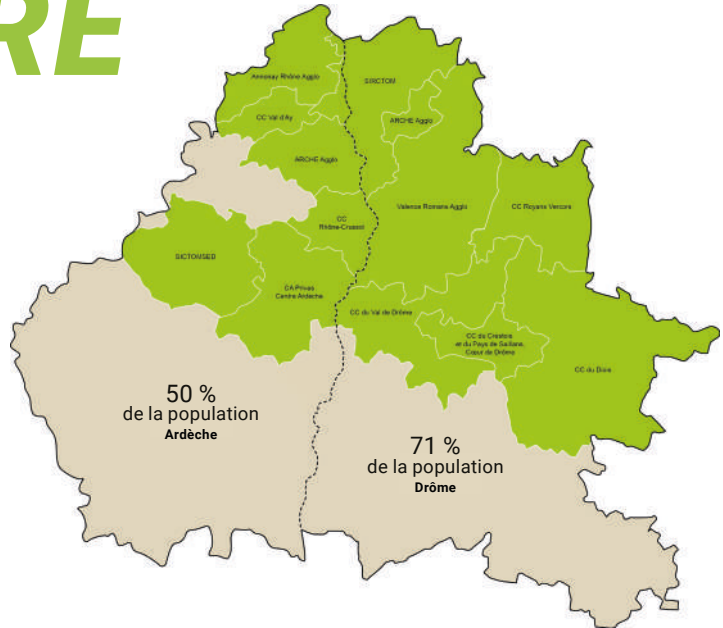 RE
Annonay Rhône Agglo
SIRCTOM
CC Val d'Ay
ARCHE Agglo
ARCHE Agglo
Valence Romans Agglo
CC Royans Vercors
CC
Rhône-Crussol
SICTOMSED
CA Privas
Centre Ardèche
CC du Val de Drôme
CC du Crestois
et du Pays de Saillans,
Cœur de Drôme
CC du Diois
50 %
de la population
Ardèche
71 %
de la population
Drôme